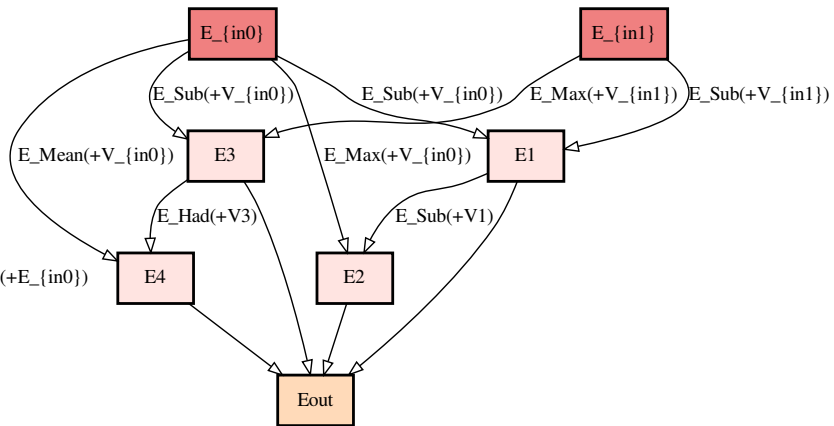 E_{in0}
E_{in1}
E_Sub(+V_{in0})
E_Sub(+V_{in0})
E_Max(+V_{in1})
E_Sub(+V_{in1})
E_Mean(+V_{in0})
E3
E_Max(+V_{in0})
E1
E_Had(+V3)
E_Sub(+V1)
(+E_{in0})
E4
E2
Eout